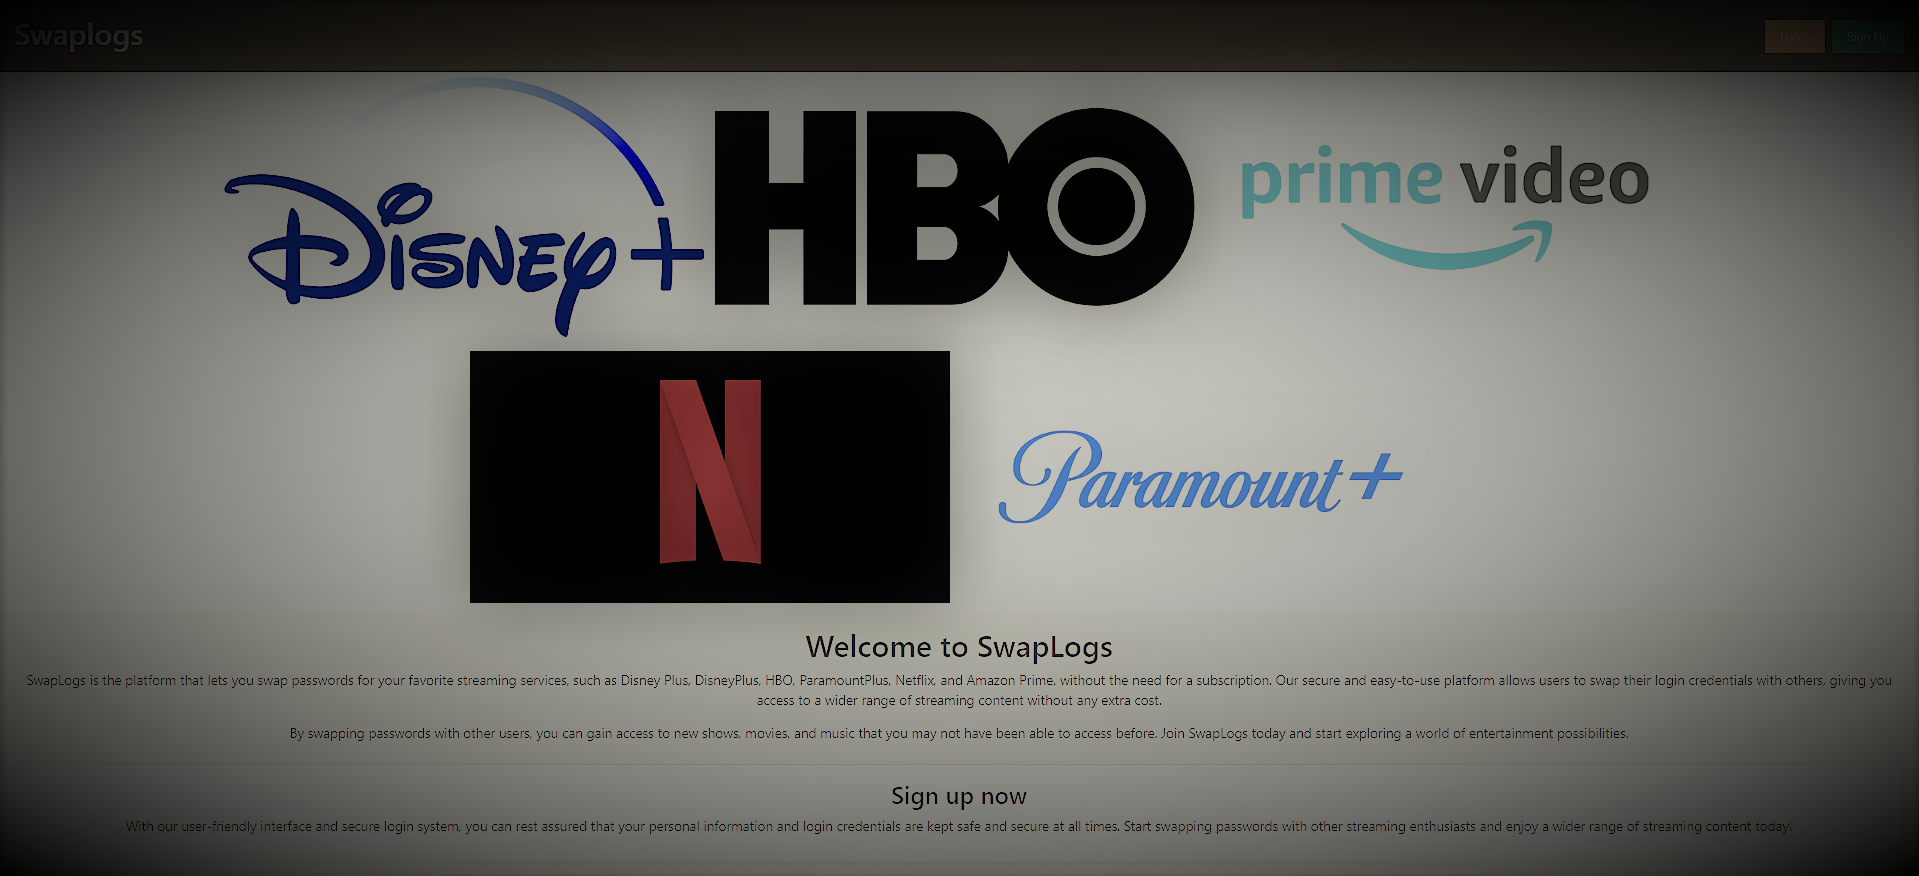 Swaplogs
Login
Sign Up
Disney+
HBO
prime video
N
Paramount+
Welcome to SwapLogs
SwapLogs is the platform that lets you swap passwords for your favorite streaming services, such as Disney Plus, DisneyPlus, HBO, ParamountPlus, Netflix, and Amazon Prime, without the need for a subscription. Our secure and easy-to-use platform allows users to swap their login credentials with others, giving you
access to a wider range of streaming content without any extra cost.
By swapping passwords with other users, you can gain access to new shows, movies, and music that you may not have been able to access before. Join SwapLogs today and start exploring a world of entertainment possibilities.
Sign up now
With our user-friendly interface and secure login system, you can rest assured that your personal information and login credentials are kept safe and secure at all times. Start swapping passwords with other streaming enthusiasts and enjoy a wider range of streaming content today!